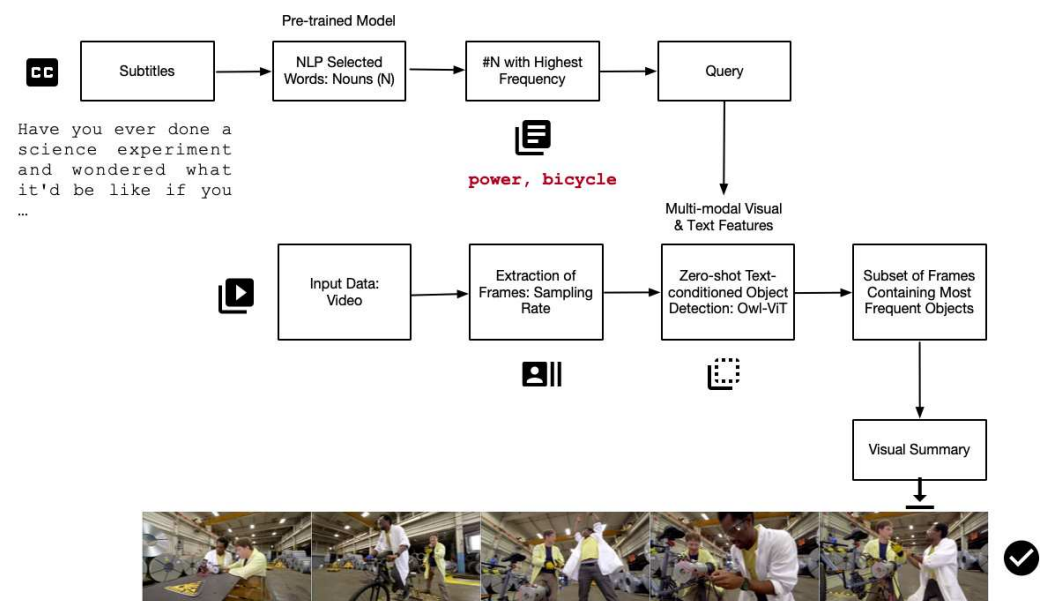 Pre-trained Model
CC
Subtitles
NLP Selected
Words: Nouns (N)
#N with Highest
Frequency
Query
Have you ever done a
science experiment
and wondered what
it'd be like if you
…
power, bicycle
Multi-modal Visual
& Text Features
Input Data:
Video
Extraction of
Frames: Sampling
Rate
Zero-shot Text-
conditioned Object
Detection: Owl-ViT
Subset of Frames
Containing Most
Frequent Objects
Visual Summary